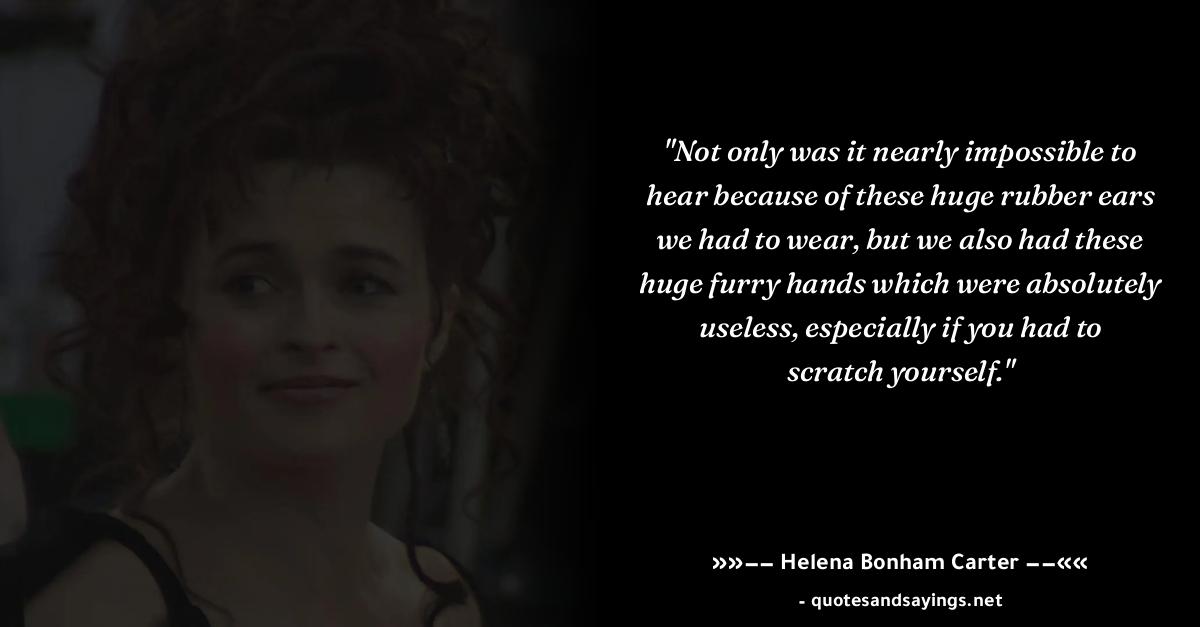 "Not only was it nearly impossible to
hear because of these huge rubber ears
we had to wear, but we also had these
huge furry hands which were absolutely
useless, especially if you had to
scratch yourself."
»»−− Helena Bonham Carter −−««
- quotesandsayings.net